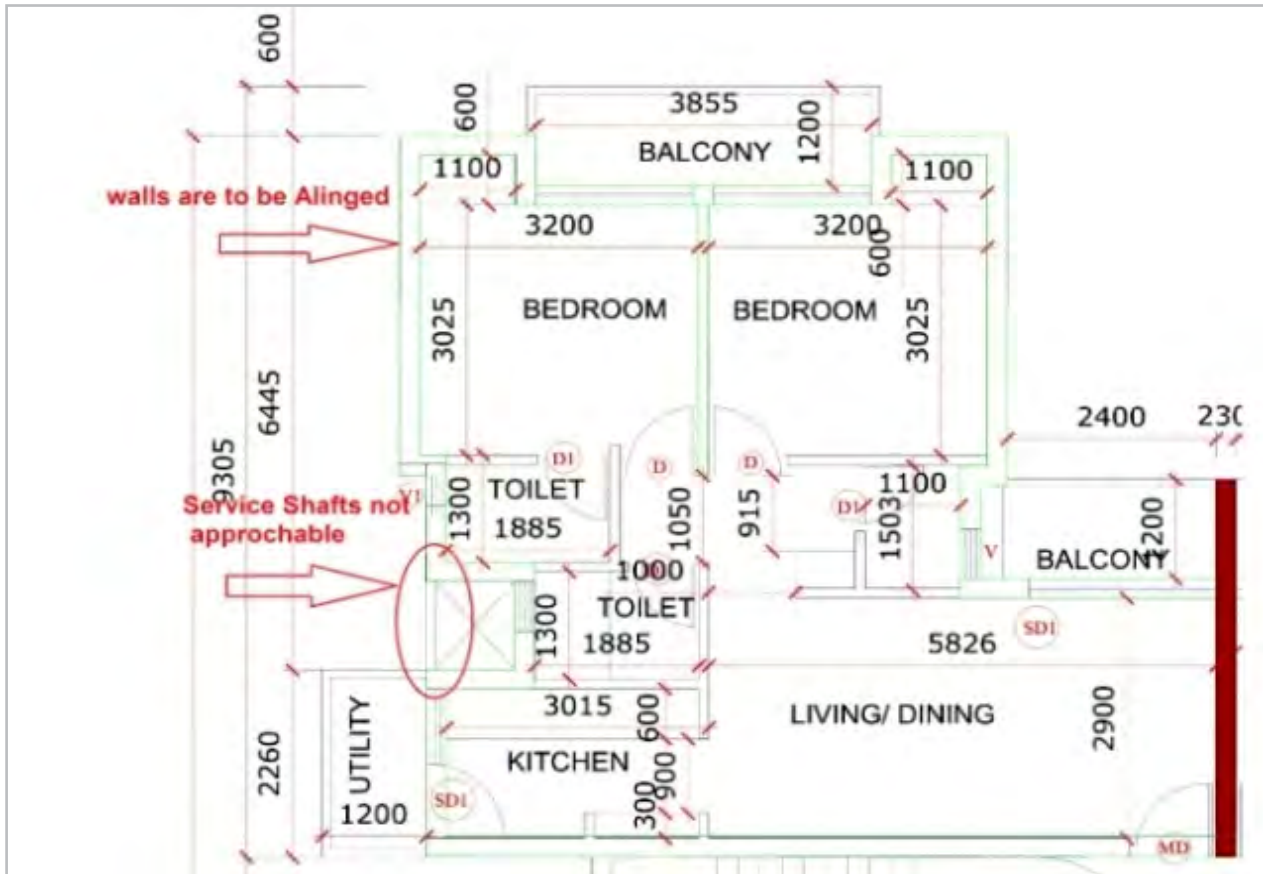 600
3855
600
1200
BALCONY
1100
1100
walls are to be Alinged
3200
3200
600
BEDROOM
BEDROOM
3025
3025
6445
9305
2400
D1
D
D
TOILET
1100
V1
Service Shafts not
approchable
1300
1885
1050
915
D1
1503
1200
V
BALCONY
1000
TOILET
1300
1885
SD1
5826
3015
600
LIVING/ DINING
2900
UTILITY
2260
KITCHEN
900
SD1
1200
300
MD